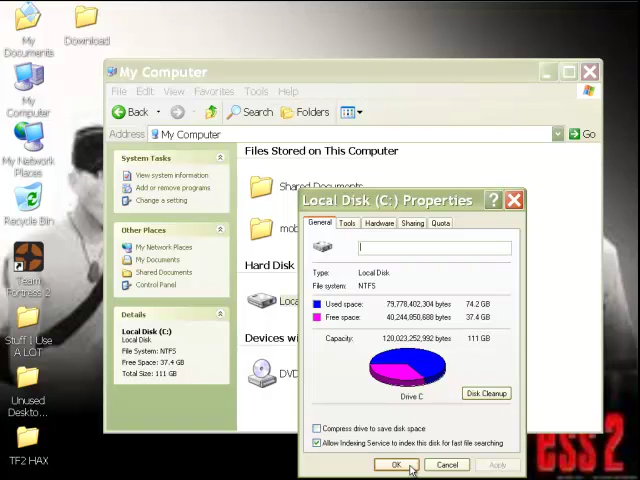 My
Documents
Download
My
Computer
My Network
Places
Recycle Bin
Team
Fortress 2
Stuff I Use
A LOT
Unused
Deskto...
TF2 HAX
My Computer
File Edit View Favorites Tools Help
Back Search Folders
Address My Computer Go
System Tasks
View system information
Add or remove programs
Change a setting
Other Places
My Network Places
My Documents
Shared Documents
Control Panel
Details
Local Disk (C:)
Local Disk
File System: NTFS
Free Space: 37.4 GB
Total Size: 111 GB
Files Stored on This Computer
Shared Documents
mob
Hard Disk
Loca
Devices wi
DVD
Local Disk (C:) Properties
General Tools Hardware Sharing Quota
Type: Local Disk
File system: NTFS
Used space: 79,778,402,304 bytes 74.2 GB
Free space: 40,244,850,688 bytes 37.4 GB
Capacity: 120,023,252,992 bytes 111 GB
Drive C
Disk Cleanup
Compress drive to save disk space
Allow Indexing Service to index this disk for fast file searching
OK Cancel Apply
ess 2